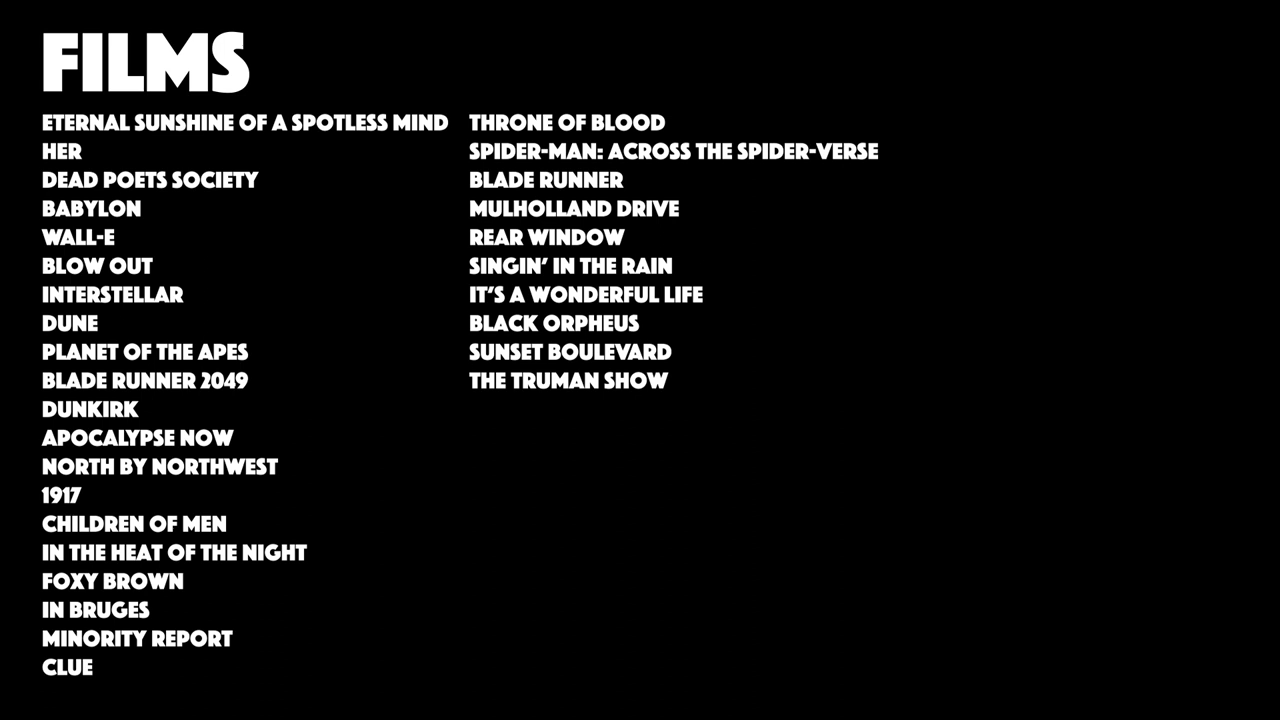 FILMS
ETERNAL SUNSHINE OF A SPOTLESS MIND
HER
DEAD POETS SOCIETY
BABYLON
WALL-E
BLOW OUT
INTERSTELLAR
DUNE
PLANET OF THE APES
BLADE RUNNER 2049
DUNKIRK
APOCALYPSE NOW
NORTH BY NORTHWEST
1917
CHILDREN OF MEN
IN THE HEAT OF THE NIGHT
FOXY BROWN
IN BRUGES
MINORITY REPORT
CLUE
THRONE OF BLOOD
SPIDER-MAN: ACROSS THE SPIDER-VERSE
BLADE RUNNER
MULHOLLAND DRIVE
REAR WINDOW
SINGIN’ IN THE RAIN
IT’S A WONDERFUL LIFE
BLACK ORPHEUS
SUNSET BOULEVARD
THE TRUMAN SHOW